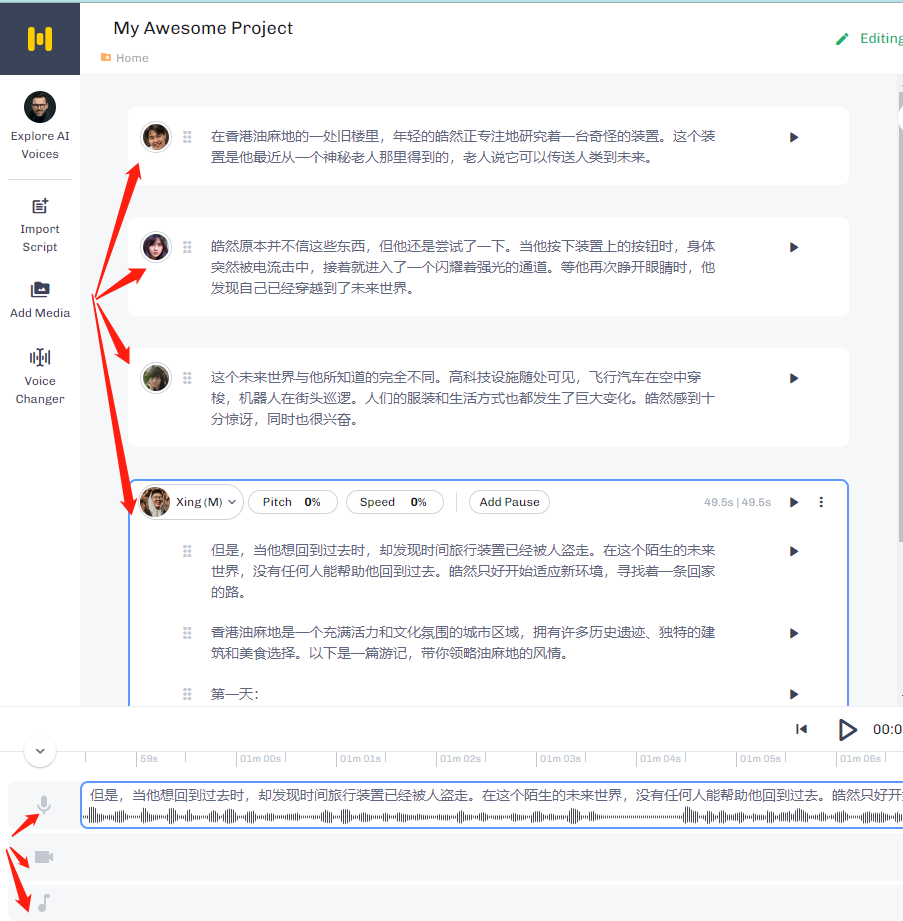 My Awesome Project
Editing
Home
Explore AI
Voices
Import
Script
Add Media
Voice
Changer
在香港油麻地的一处旧楼里，年轻的皓然正专注地研究着一台奇怪的装置。这个装
置是他最近从一个神秘老人那里得到的，老人说它可以传送人类到未来。
皓然原本并不信这些东西，但他还是尝试了一下。当他按下装置上的按钮时，身体
突然被电流击中，接着就进入了一个闪耀着强光的通道。等他再次睁开眼睛时，他
发现自己已经穿越到了未来世界。
这个未来世界与他所知道的完全不同。高科技设施随处可见，飞行汽车在空中穿
梭，机器人在街头巡逻。人们的服装和生活方式也都发生了巨大变化。皓然感到十
分惊讶，同时也很兴奋。
Xing (M) Pitch 0% Speed 0% Add Pause 49.5s | 49.5s
但是，当他想回到过去时，却发现时间旅行装置已经被人盗走。在这个陌生的未来
世界，没有任何人能帮助他回到过去。皓然只好开始适应新环境，寻找着一条回家
的路。
香港油麻地是一个充满活力和文化氛围的城市区域，拥有许多历史遗迹、独特的建
筑和美食选择。以下是一篇游记，带你领略油麻地的风情。
第一天：
00:0
59s 01m 00s 01m 01s 01m 02s 01m 03s 01m 04s 01m 05s 01m 06s
但是，当他想回到过去时，却发现时间旅行装置已经被人盗走。在这个陌生的未来世界，没有任何人能帮助他回到过去。皓然只好开